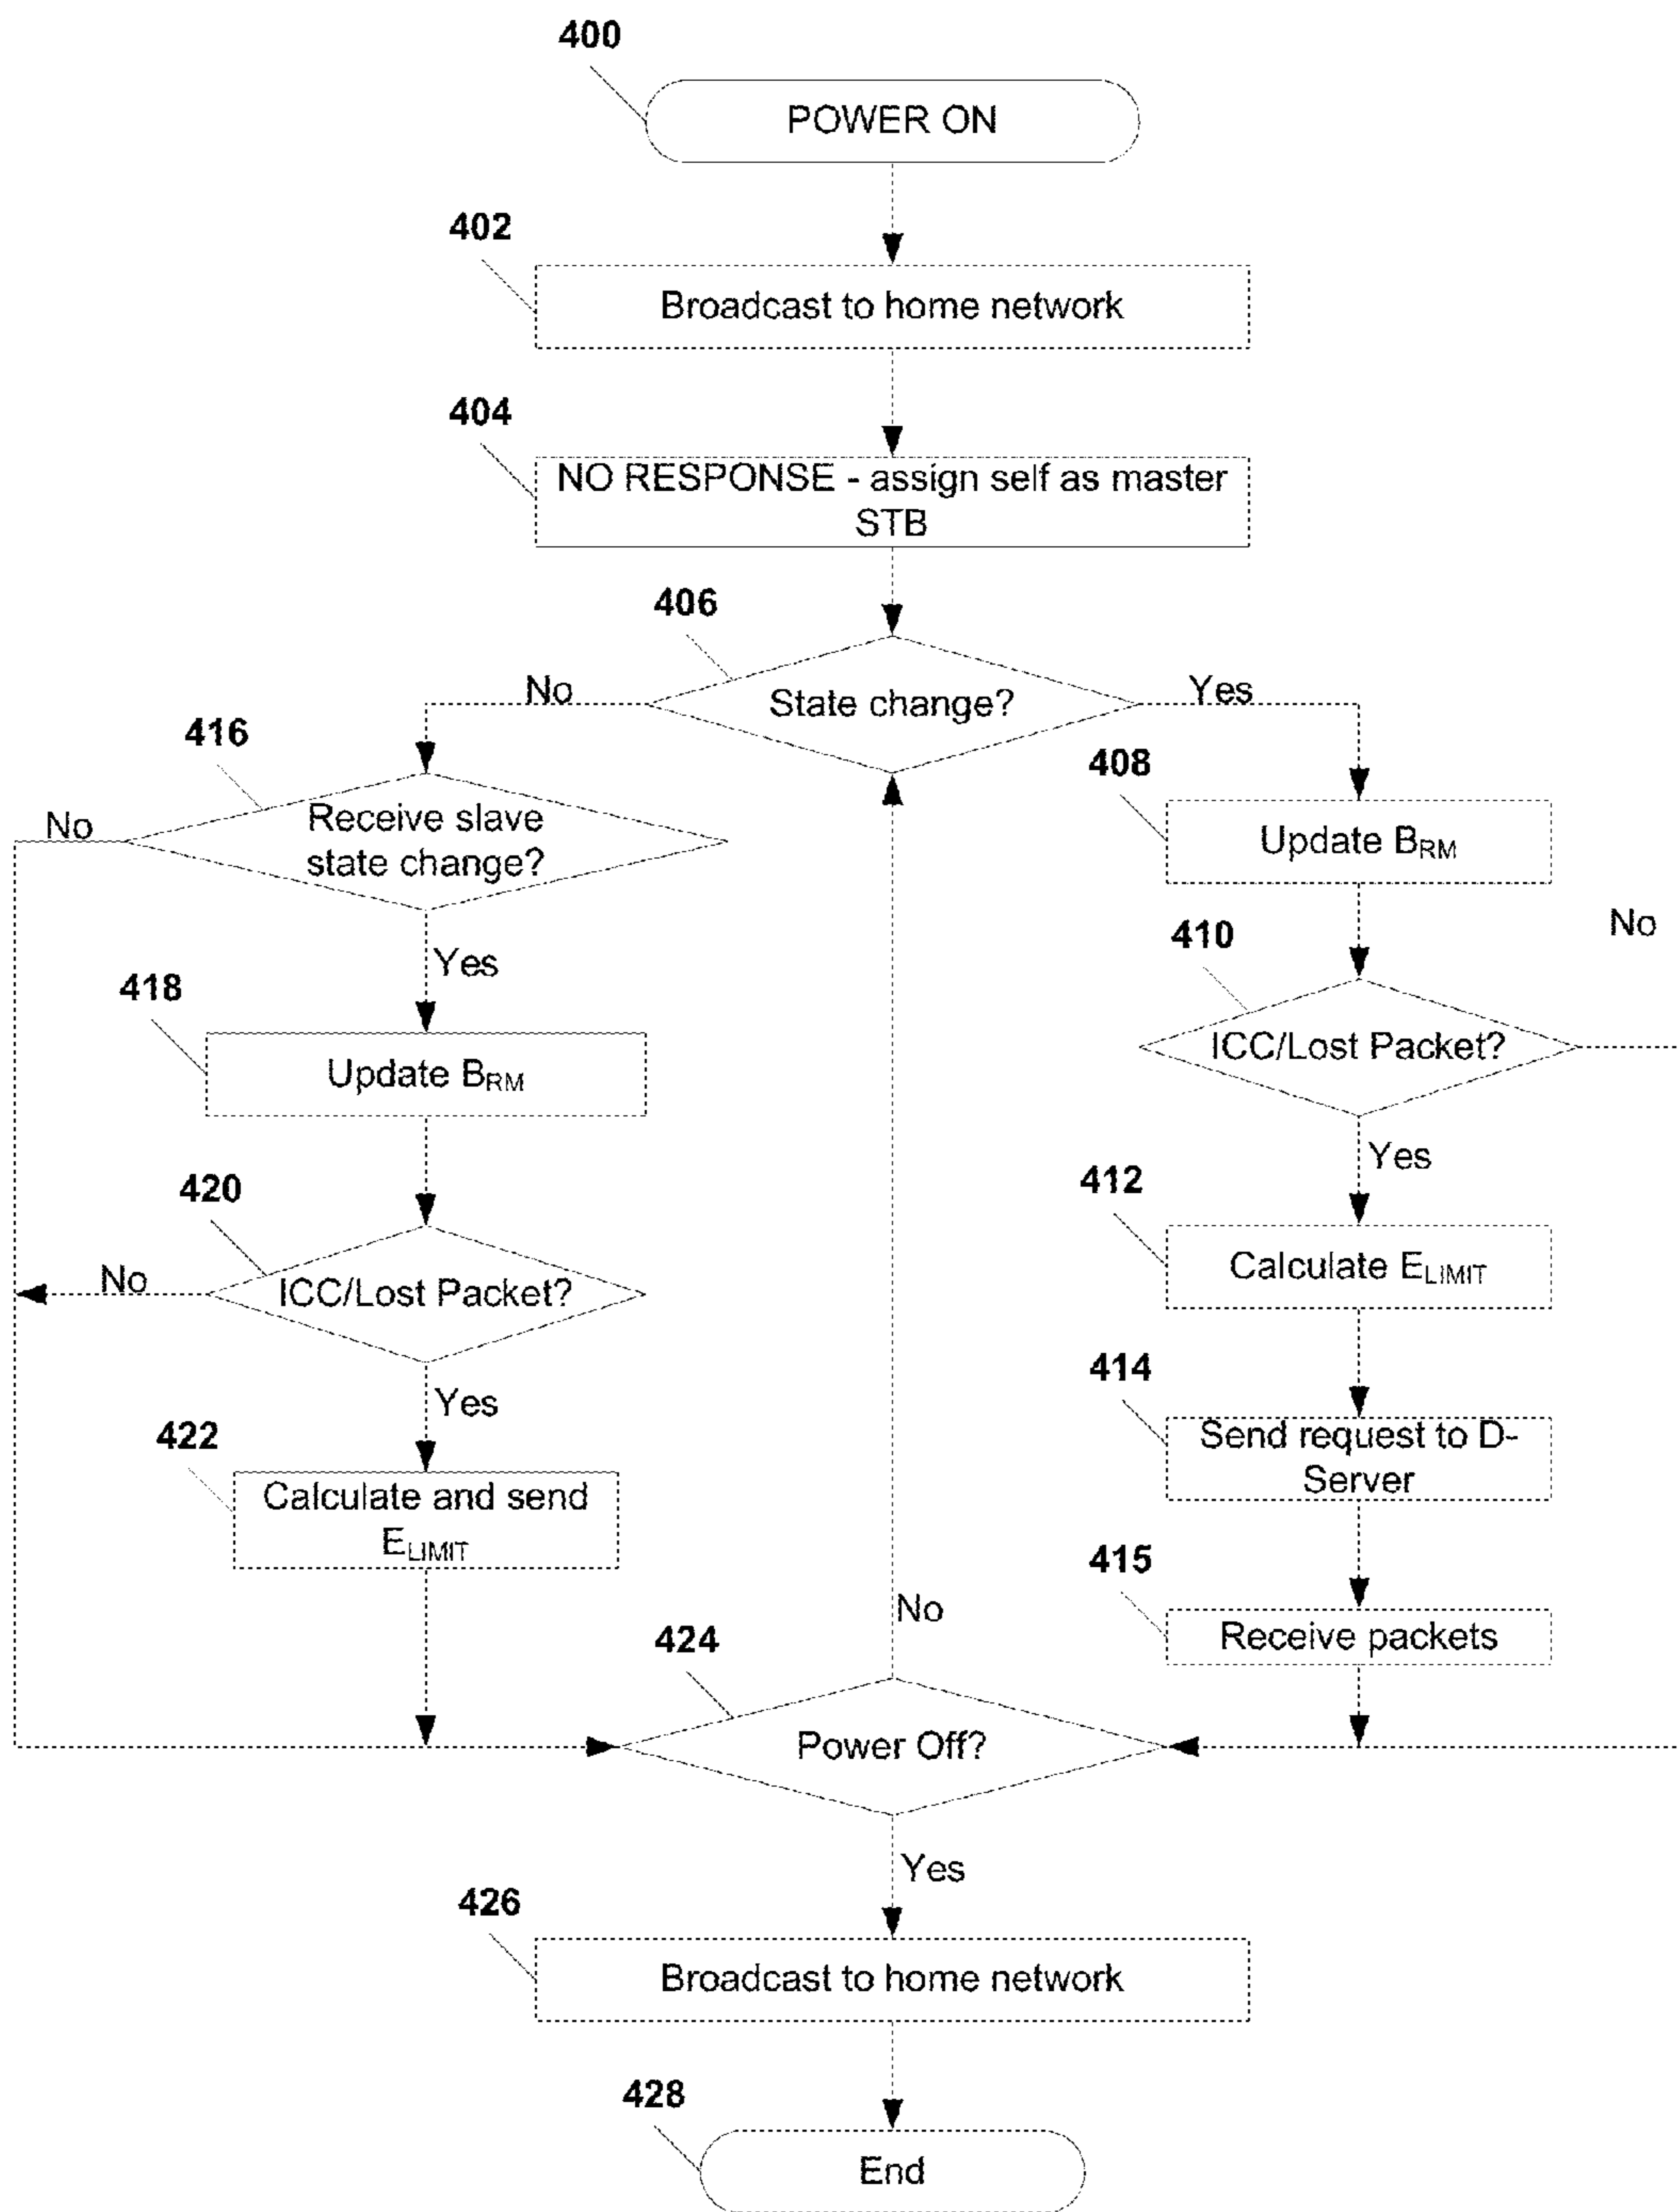 400
POWER ON
402
Broadcast to home network
404
NO RESPONSE - assign self as master
STB
406
State change?
No
Yes
416
Receive slave
state change?
No
Yes
408
Update BRM
No
410
ICC/Lost Packet?
Yes
418
Update BRM
420
ICC/Lost Packet?
No
Yes
412
Calculate ELIMIT
414
Send request to D-
Server
422
Calculate and send
ELIMIT
415
Receive packets
No
424
Power Off?
Yes
426
Broadcast to home network
428
End